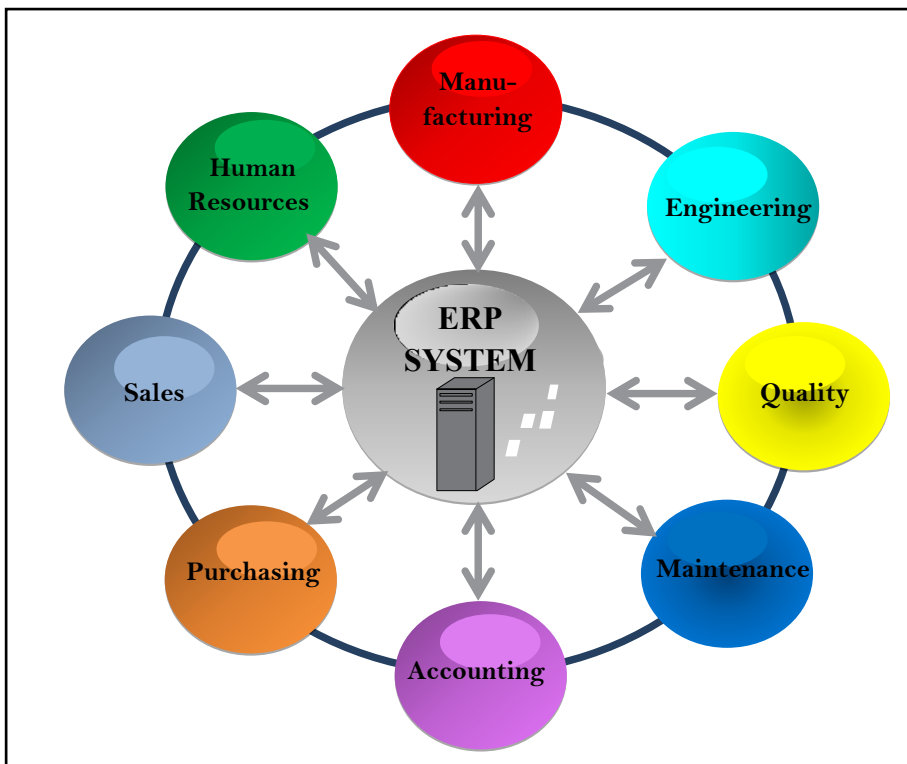 Manu-
facturing
Human
Resources
Engineering
ERP
SYSTEM
Sales
Quality
Purchasing
Maintenance
Accounting